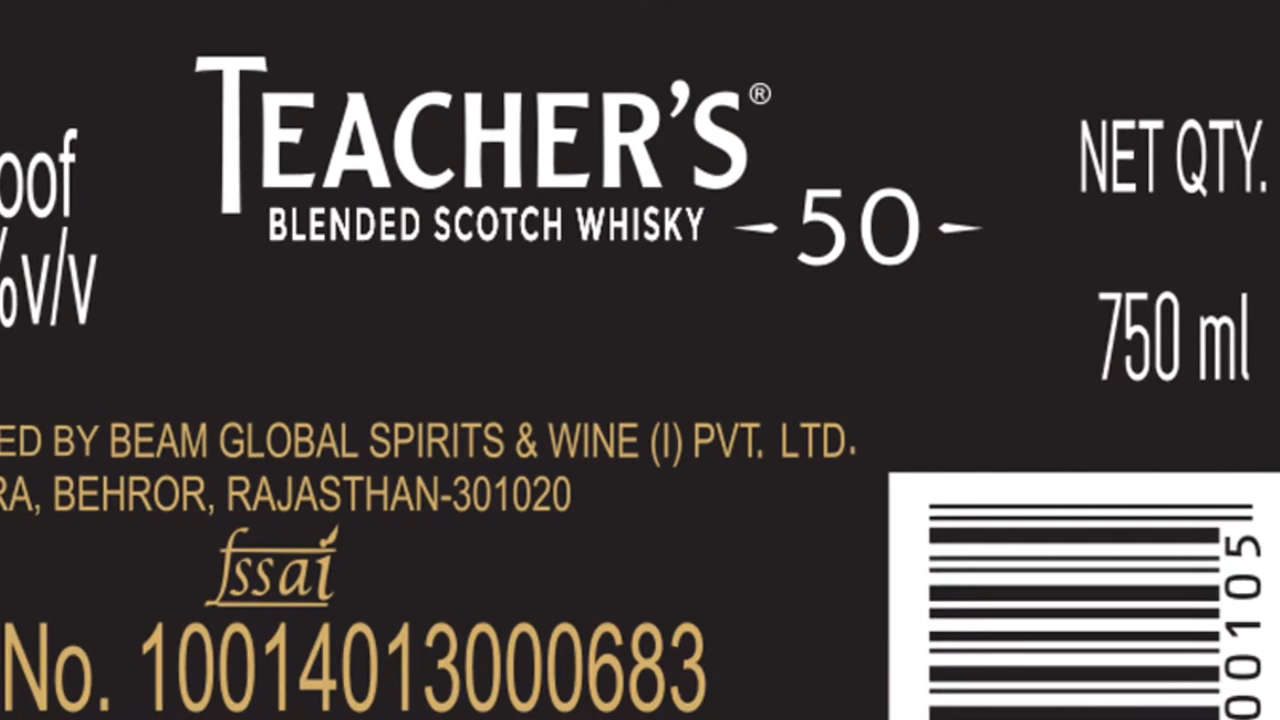 TEACHER'S®
BLENDED SCOTCH WHISKY
50
oof
%v/v
NET QTY.
750 ml
ED BY BEAM GLOBAL SPIRITS & WINE (I) PVT. LTD.
RA, BEHROR, RAJASTHAN-301020
fssai
No. 10014013000683
00105